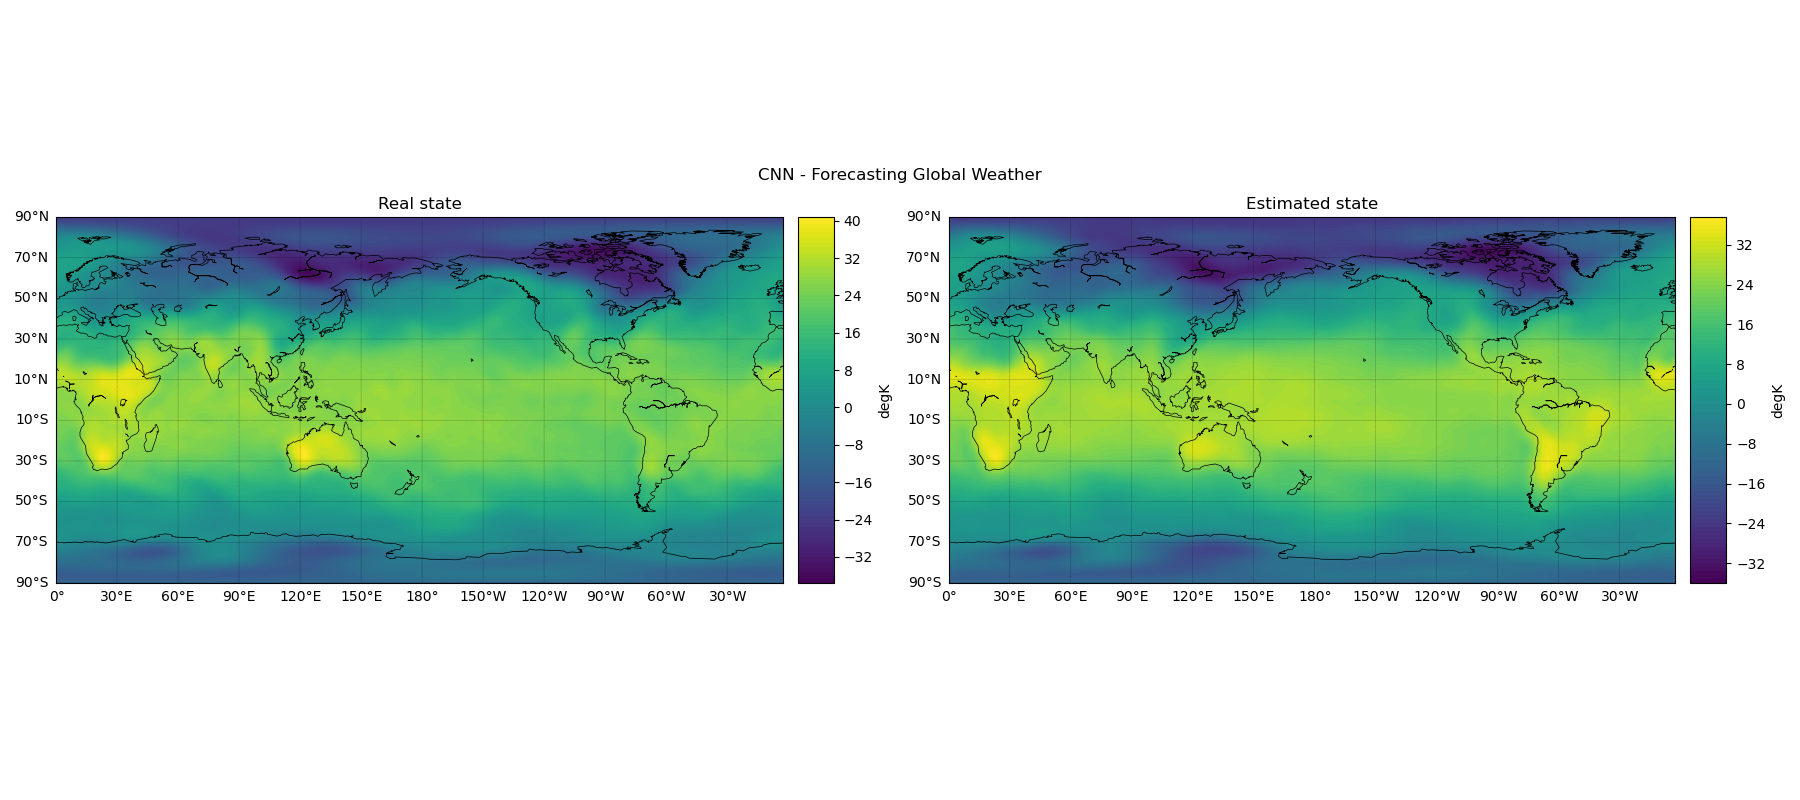 CNN - Forecasting Global Weather
Real state
90°N
70°N
50°N
30°N
10°N
10°S
30°S
50°S
70°S
90°S
0°
30°E
60°E
90°E
120°E
150°E
180°
150°W
120°W
90°W
60°W
30°W
40
32
24
16
8
0
−8
−16
−24
−32
degK
Estimated state
90°N
70°N
50°N
30°N
10°N
10°S
30°S
50°S
70°S
90°S
0°
30°E
60°E
90°E
120°E
150°E
180°
150°W
120°W
90°W
60°W
30°W
32
24
16
8
0
−8
−16
−24
−32
degK